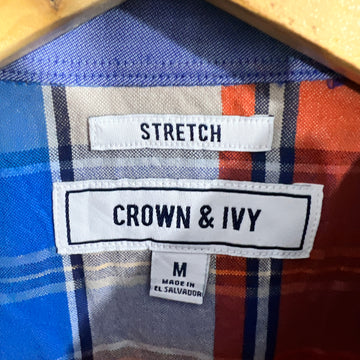 STRETCH
CROWN & IVY
M
MADE IN
EL SALVADOR